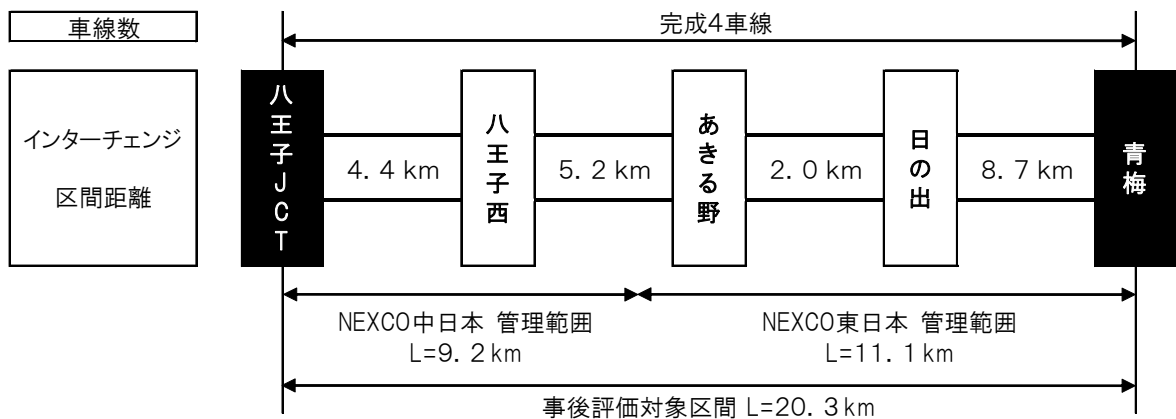 車線数
完成4車線
インターチェンジ
区間距離
八王子JCT
4.4km
八王子西
5.2km
あきる野
2.0km
日の出
8.7km
青梅
NEXCO中日本 管理範囲
L=9.2km
NEXCO東日本 管理範囲
L=11.1km
事後評価対象区間 L=20.3km